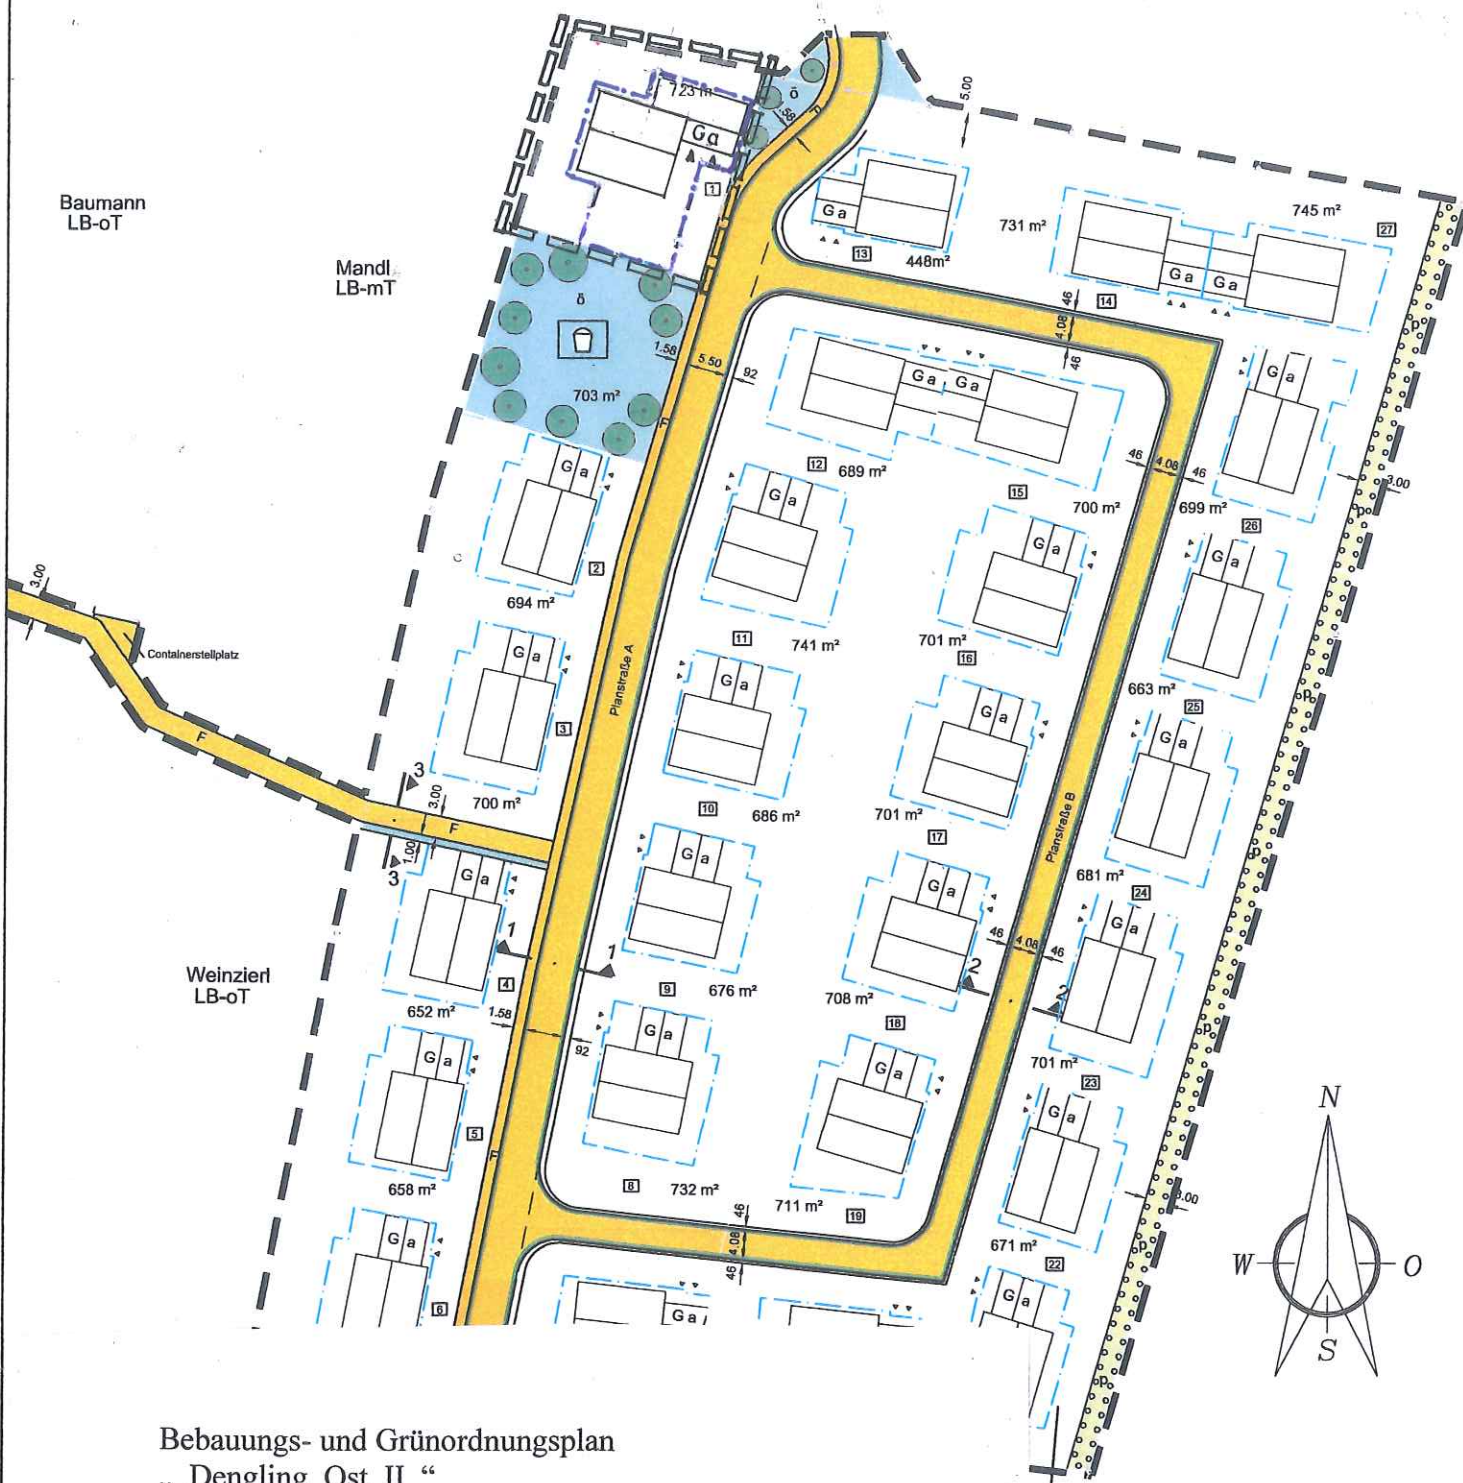 723 m²
Ga
1
ö
1.58
F
5.00
Baumann
LB-oT
Mandl
LB-mT
Ga
13
448m²
731 m²
745 m²
27
Ga Ga
14
46
4.08
46
ö
703 m²
1.58
5.50
92
F
Ga Ga
12
689 m²
15
700 m²
46
4.08
46
699 m²
Ga
26
p
3.00
p
Ga
2
694 m²
Ga
11
741 m²
Ga
16
701 m²
Ga
25
663 m²
3.00
Containerstellplatz
F
Planstraße A
Ga
3
700 m²
Ga
10
686 m²
Ga
17
701 m²
Planstraße B
Ga
24
681 m²
p
p
3
3.00
F
1.00
3
Ga
4
652 m²
1
1
Ga
9
676 m²
Ga
18
708 m²
46
4.08
46
2
2
Ga
23
701 m²
p
Weinzierl
LB-oT
1.58
92
Ga
5
658 m²
F
Ga
8
732 m²
Ga
19
711 m²
46
4.08
46
Ga
22
671 m²
3.00
p
Ga
6
Ga
Ga
p
N
W
O
S
Bebauungs- und Grünordnungsplan
„ Dengling Ost II “